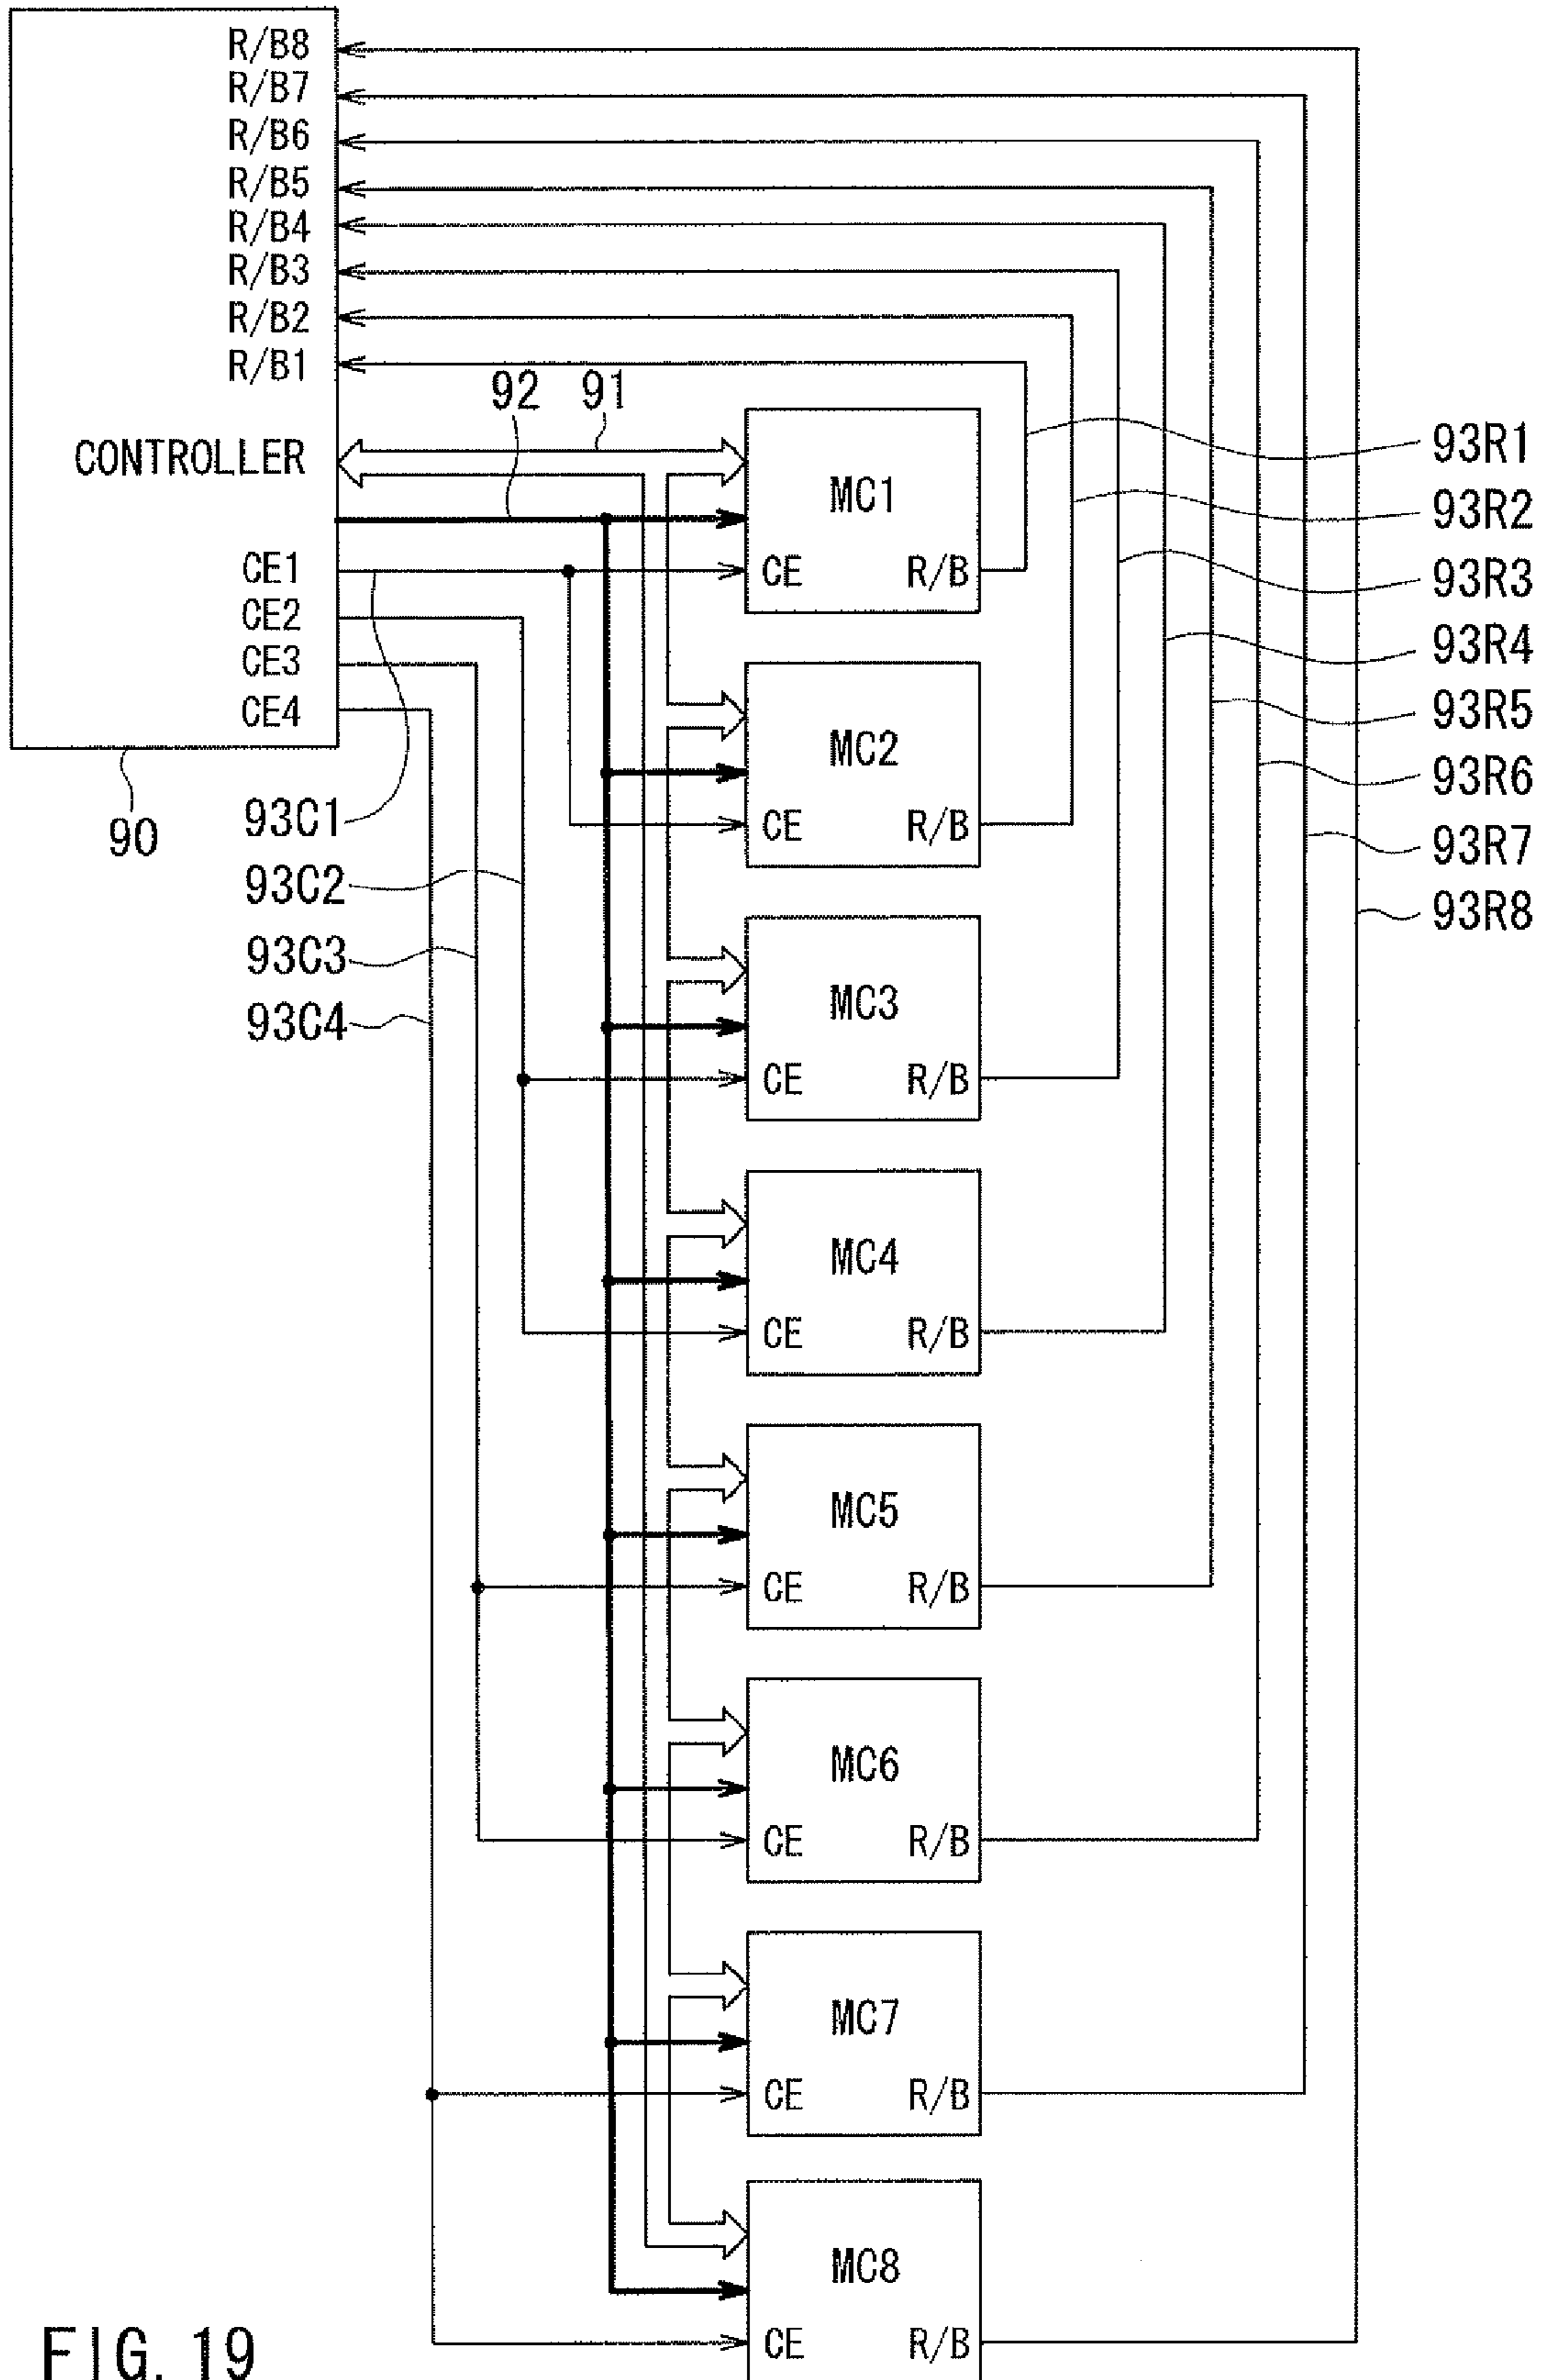 R/B8
R/B7
R/B6
R/B5
R/B4
R/B3
R/B2
R/B1
92
91
CONTROLLER
CE1
CE2
CE3
CE4
90
93C1
93C2
93C3
93C4
MC1
CE R/B
MC2
CE R/B
MC3
CE R/B
MC4
CE R/B
MC5
CE R/B
MC6
CE R/B
MC7
CE R/B
MC8
CE R/B
93R1
93R2
93R3
93R4
93R5
93R6
93R7
93R8
FIG. 19